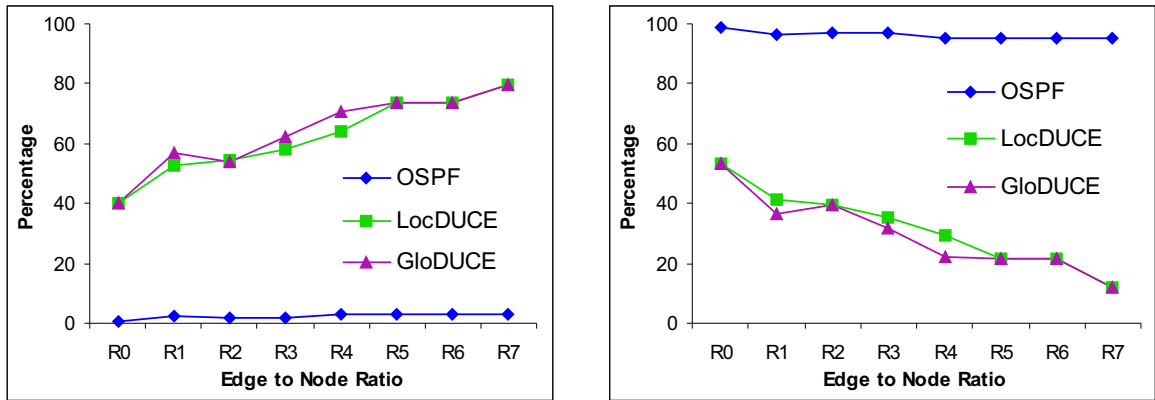 100
80
60
40
20
0
Percentage
OSPF
LocDUCE
GloDUCE
R0 R1 R2 R3 R4 R5 R6 R7
Edge to Node Ratio
100
80
60
40
20
0
Percentage
OSPF
LocDUCE
GloDUCE
R0 R1 R2 R3 R4 R5 R6 R7
Edge to Node Ratio